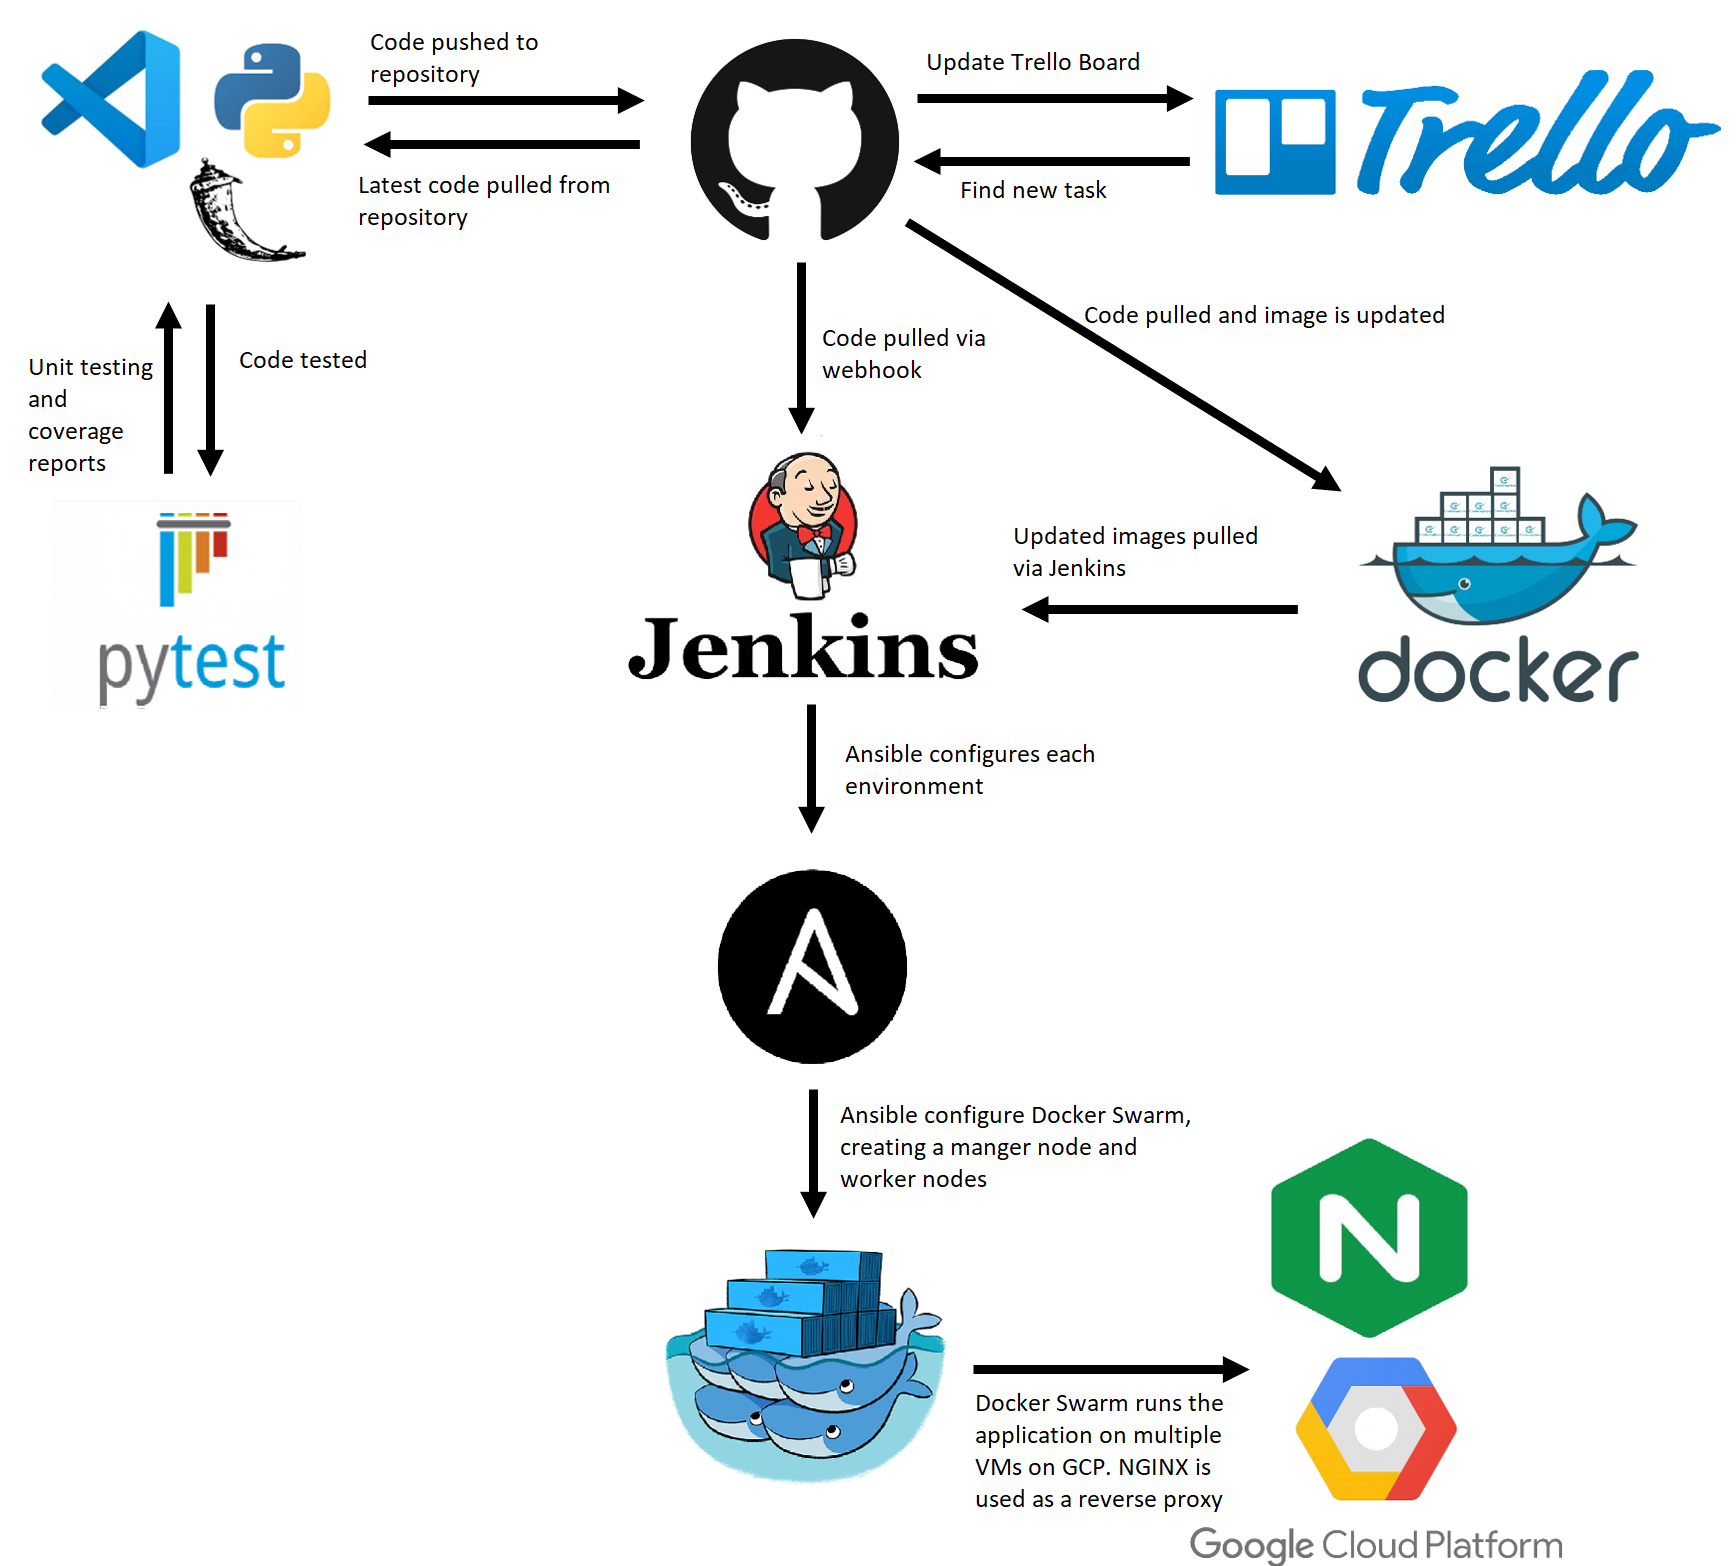 Code pushed to
repository
Update Trello Board
Trello
Latest code pulled from
repository
Find new task
Code pulled and image is updated
Code pulled via
webhook
Unit testing
and
coverage
reports
Code tested
Updated images pulled
via Jenkins
pytest
Jenkins
docker
Ansible configures each
environment
Ansible configure Docker Swarm,
creating a manger node and
worker nodes
N
Docker Swarm runs the
application on multiple
VMs on GCP. NGINX is
used as a reverse proxy
Google Cloud Platform